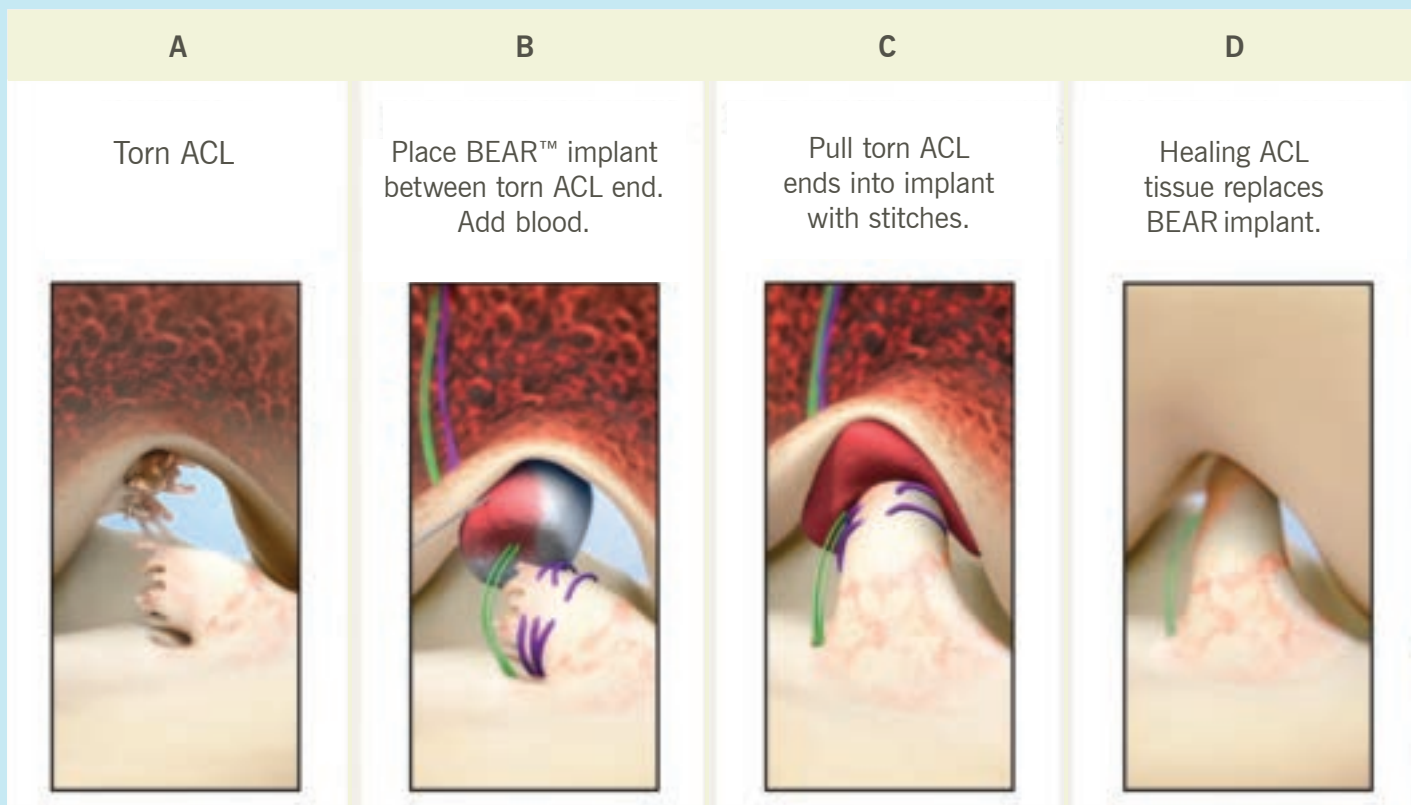 A
B
C
D
Torn ACL
Place BEAR™ implant
between torn ACL end.
Add blood.
Pull torn ACL
ends into implant
with stitches.
Healing ACL
tissue replaces
BEAR implant.